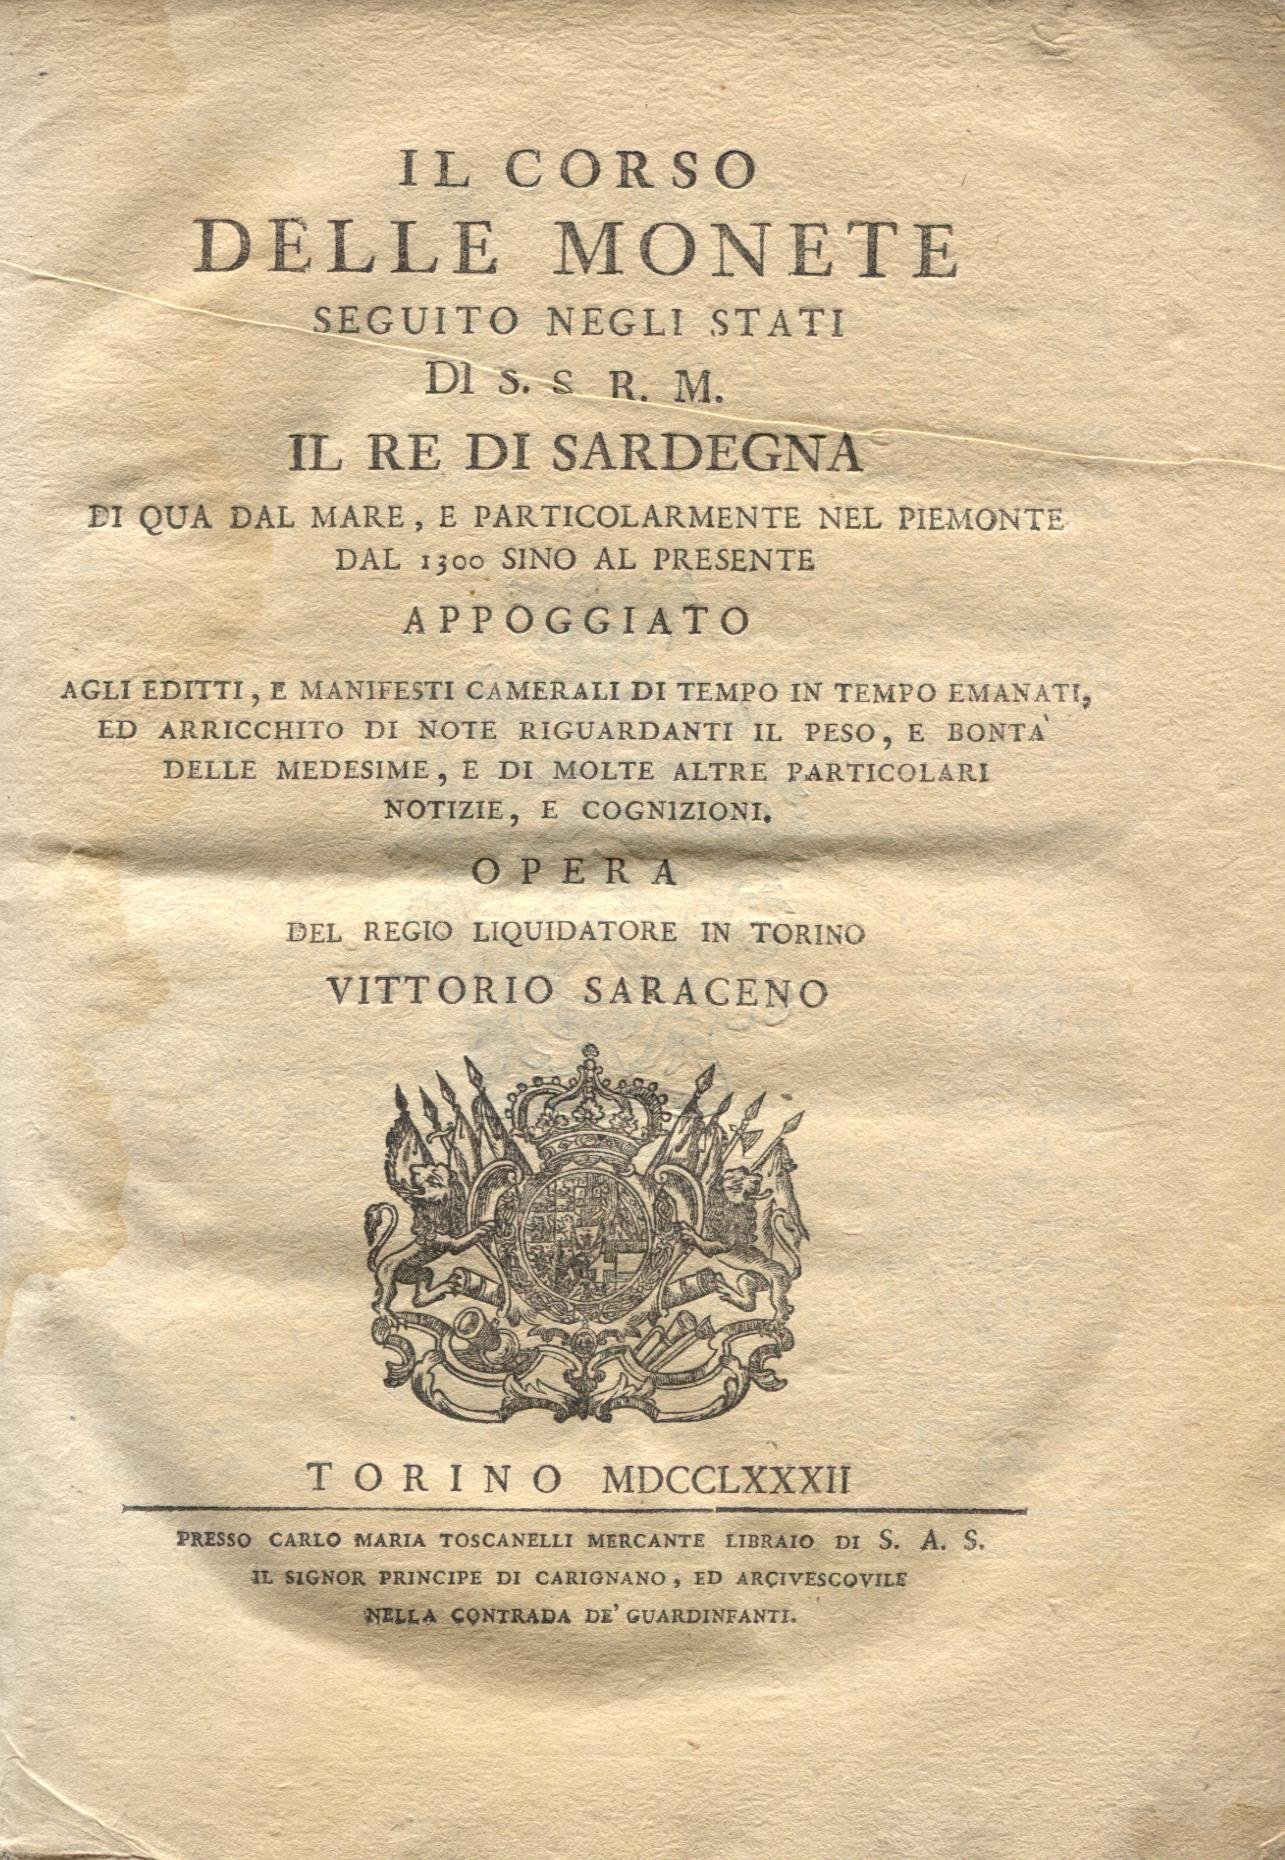 IL CORSO
DELLE MONETE
SEGUITO NEGLI STATI
DI S. S R. M.
IL RE DI SARDEGNA
DI QUA DAL MARE, E PARTICOLARMENTE NEL PIEMONTE
DAL 1300 SINO AL PRESENTE
APPOGGIATO
AGLI EDITTI, E MANIFESTI CAMERALI DI TEMPO IN TEMPO EMANATI,
ED ARRICCHITO DI NOTE RIGUARDANTI IL PESO, E BONTA`
DELLE MEDESIME, E DI MOLTE ALTRE PARTICOLARI
NOTIZIE, E COGNIZIONI.
OPERA
DEL REGIO LIQUIDATORE IN TORINO
VITTORIO SARACENO
TORINO MDCCLXXXII
PRESSO CARLO MARIA TOSCANELLI MERCANTE LIBRAIO DI S. A. S.
IL SIGNOR PRINCIPE DI CARIGNANO, ED ARCIVESCOVILE
NELLA CONTRADA DE' GUARDINFANTI.